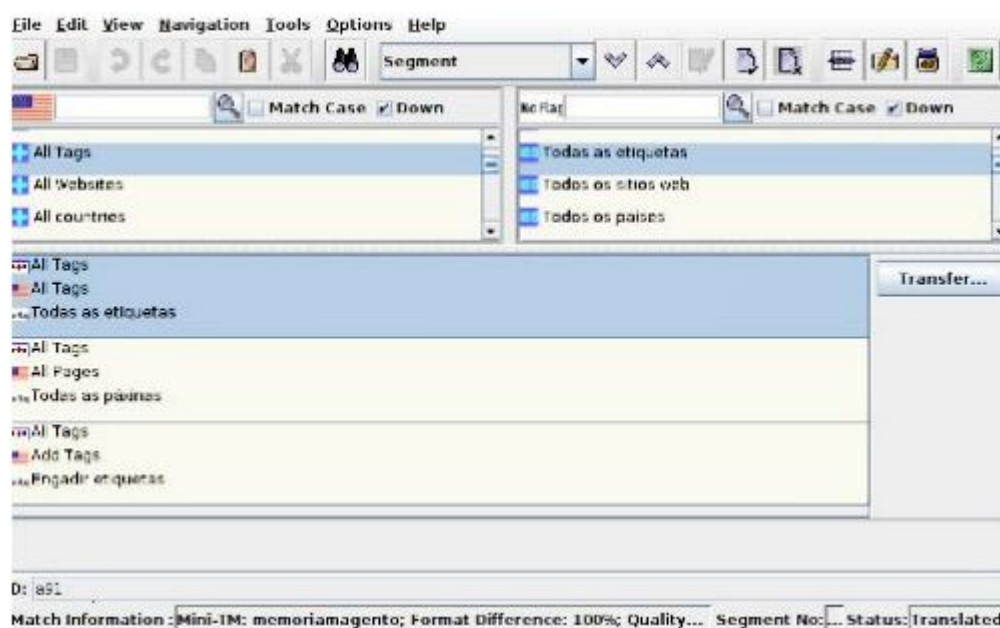 File Edit View Navigation Tools Options Help
Segment
Match Case Down
No Flag Match Case Down
All Tags
All Websites
All countries
Todas as etiquetas
Todos os sitios web
Todos os países
All Tags
All Tags
Todas as etiquetas
Transfer...
All Tags
All Pages
Todas as páxinas
All Tags
Add Tags
Engadir etiquetas
D: a91
Match Information : Mini-TM: memoriamagento; Format Difference: 100%; Quality... Segment No: ... Status: Translated